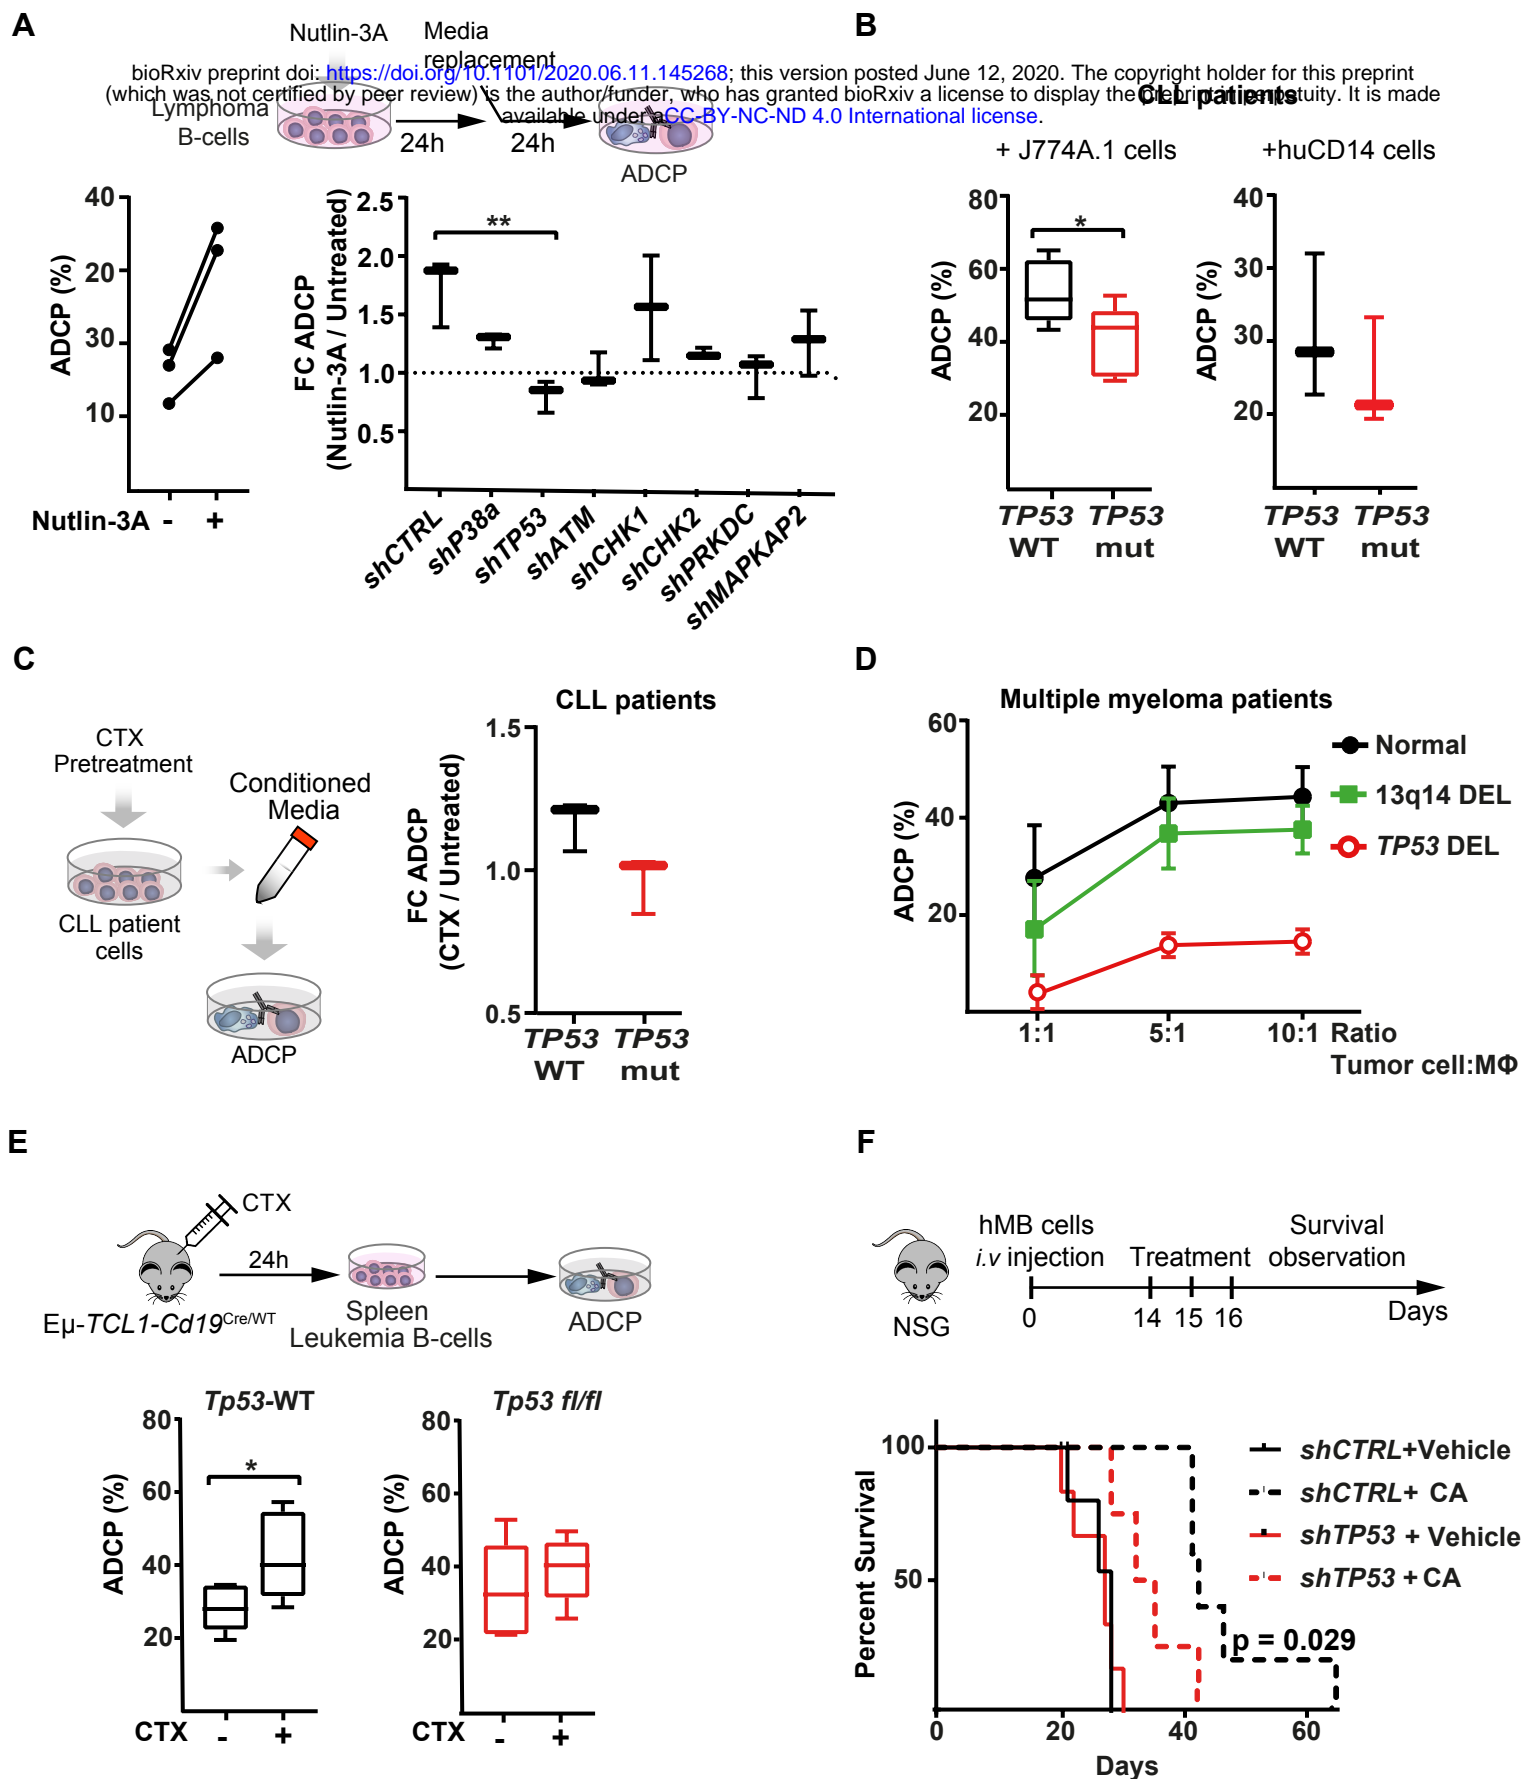 A
B
Nutlin-3A
Media
replacement
bioRxiv preprint doi: https://doi.org/10.1101/2020.06.11.145268; this version posted June 12, 2020. The copyright holder for this preprint
(which was not certified by peer review) is the author/funder, who has granted bioRxiv a license to display the preprint in perpetuity. It is made
available under aCC-BY-NC-ND 4.0 International license.
CLL patients
Lymphoma
B-cells
24h
24h
ADCP
+ J774A.1 cells
+huCD14 cells
ADCP (%)
40
20
30
10
Nutlin-3A - +
FC ADCP
(Nutlin-3A / Untreated)
2.5
2.0
1.5
1.0
0.5
**
shCTRL
shP38a
shTP53
shATM
shCHK1
shCHK2
shPRKDC
shMAPKAP2
ADCP (%)
80
60
40
20
*
TP53 TP53
WT mut
ADCP (%)
40
30
30
20
TP53 TP53
WT mut
C
CTX
Pretreatment
Conditioned
Media
CLL patient
cells
ADCP
CLL patients
FC ADCP
(CTX / Untreated)
1.5
1.0
0.5
TP53 TP53
WT mut
D
Multiple myeloma patients
ADCP (%)
60
40
20
Normal
13q14 DEL
TP53 DEL
1:1 5:1 10:1 Ratio
Tumor cell:MΦ
E
CTX
24h
Eμ-TCL1-Cd19Cre/WT
Spleen
Leukemia B-cells
ADCP
Tp53-WT
ADCP (%)
80
60
40
20
*
CTX - +
Tp53 fl/fl
ADCP (%)
80
60
40
20
- +
F
hMB cells
i.v injection
Treatment
Survival
observation
NSG
0 14 15 16
Days
Percent Survival
100
50
shCTRL+Vehicle
shCTRL+ CA
shTP53 + Vehicle
shTP53 + CA
p = 0.029
0 20 40 60
Days